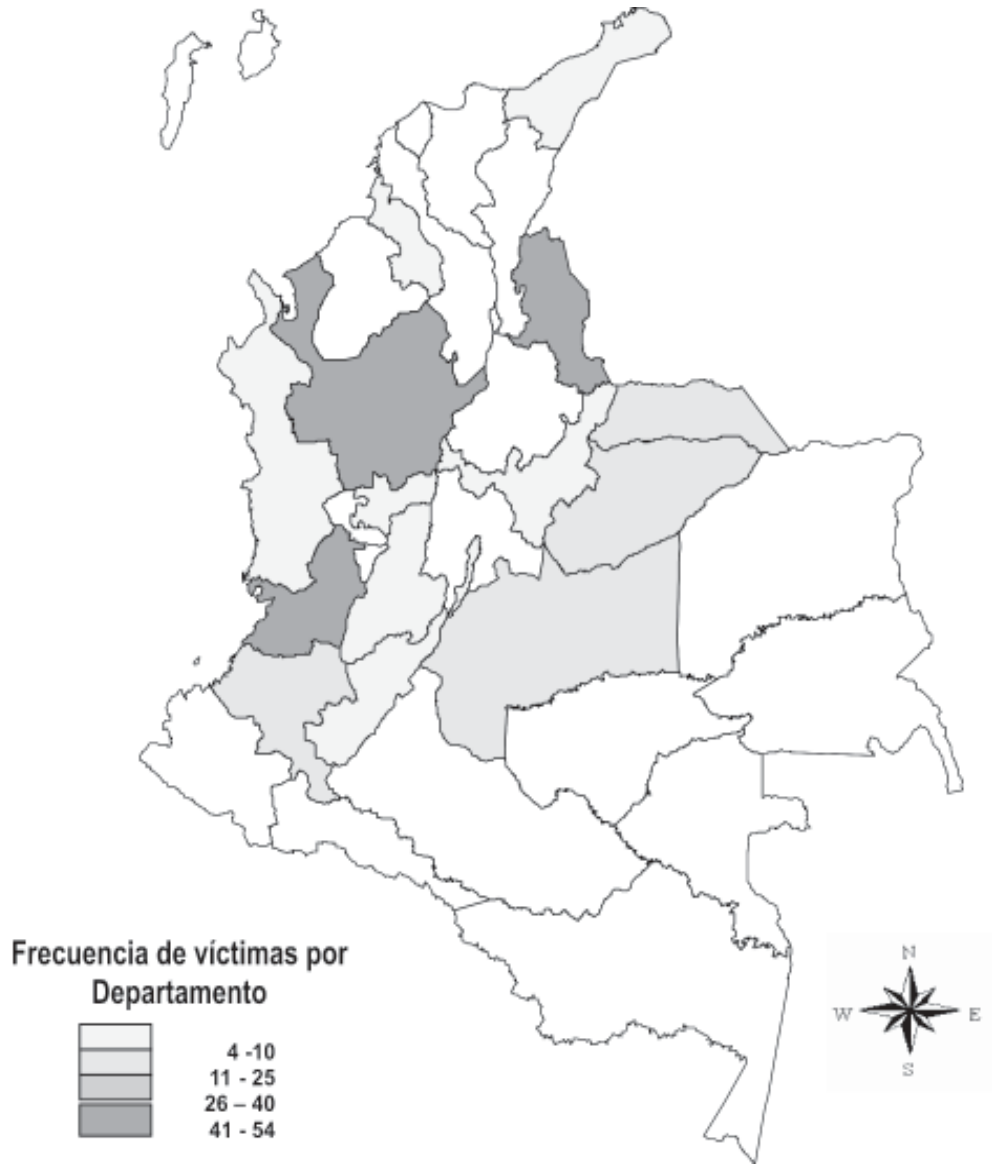 Frecuencia de víctimas por
Departamento
4 -10
11 - 25
26 – 40
41 - 54
N
W
E
S